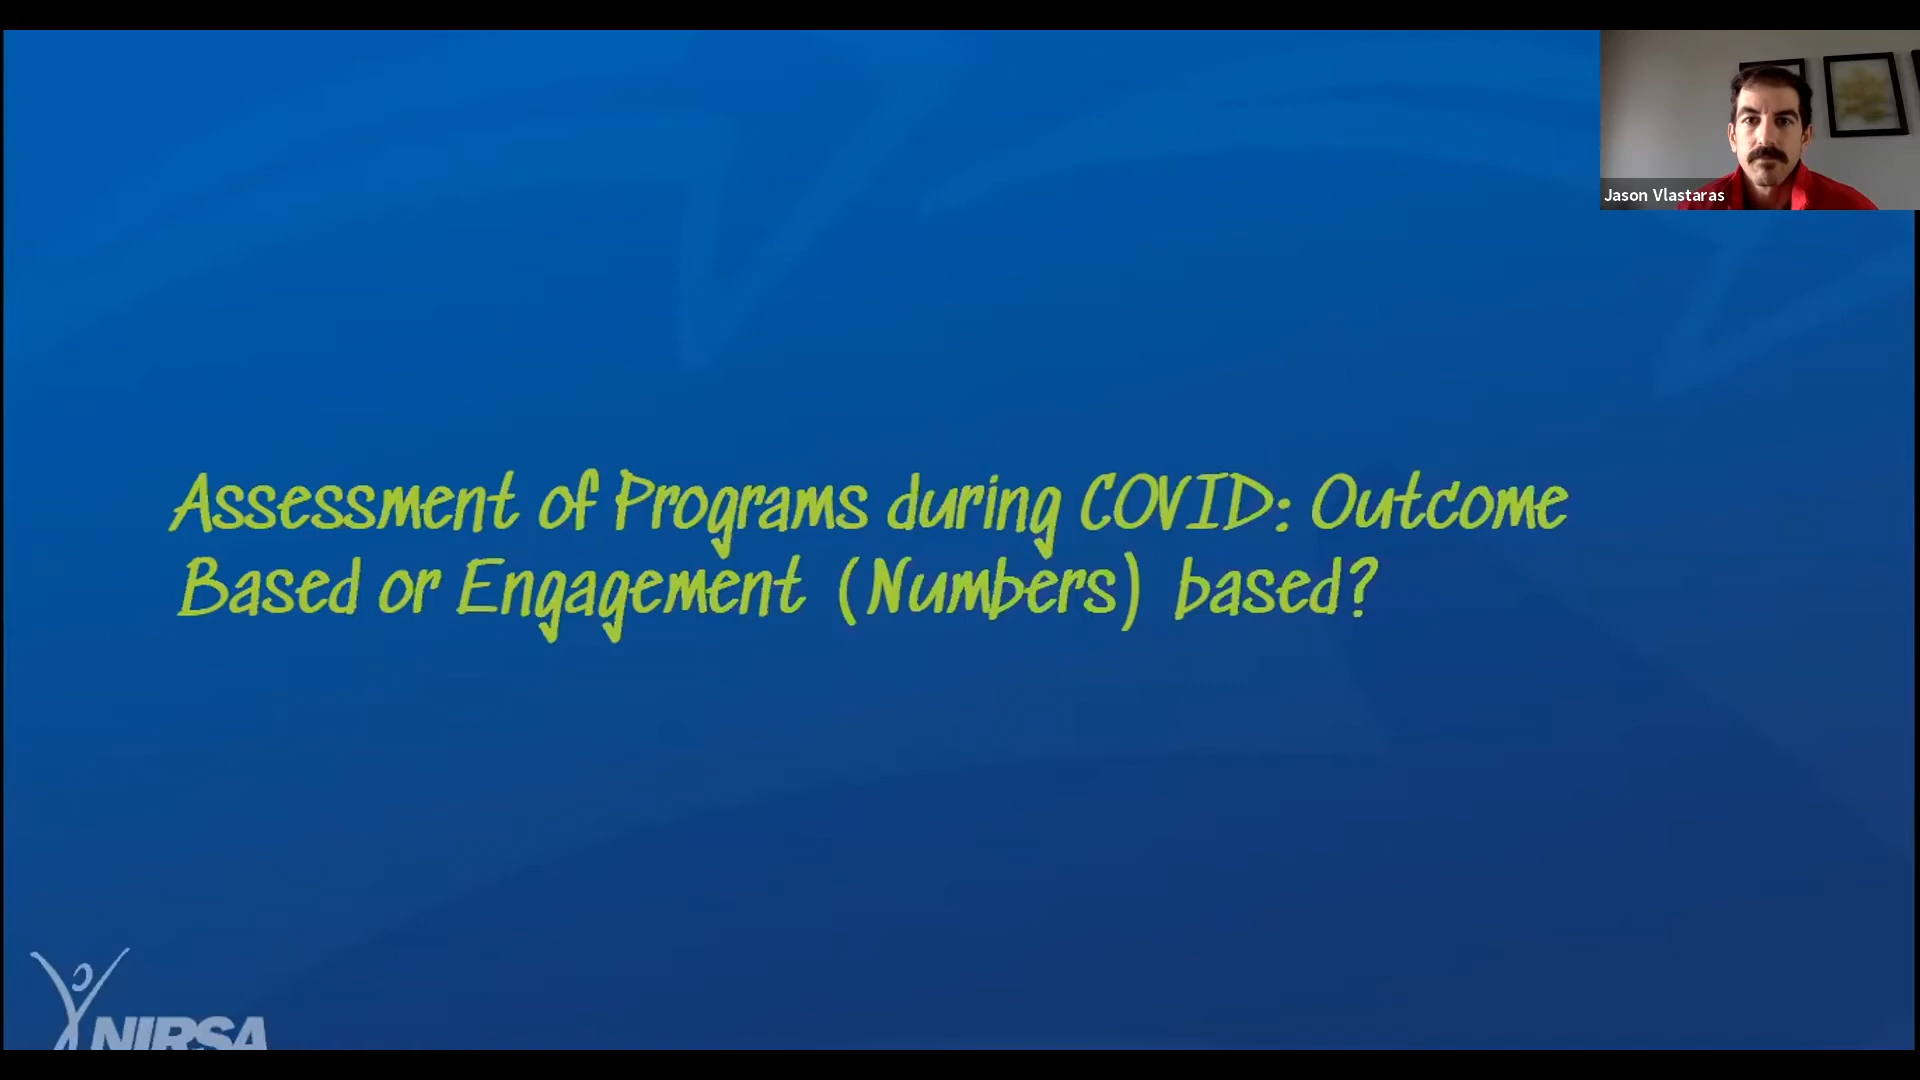 Jason Vlastaras
Assessment of Programs during COVID: Outcome
Based or Engagement (Numbers) based?
NIRSA